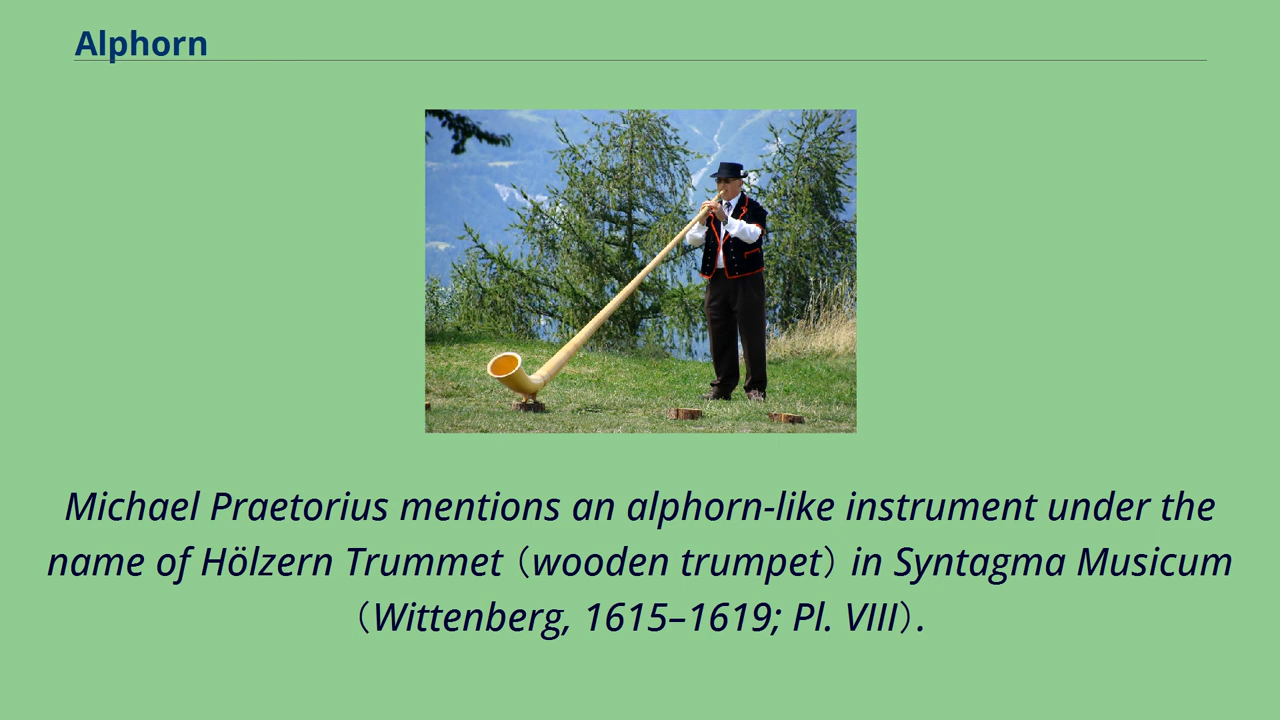 Alphorn
Michael Praetorius mentions an alphorn-like instrument under the
name of Hölzern Trummet（wooden trumpet）in Syntagma Musicum
（Wittenberg, 1615–1619; Pl. VIII）.